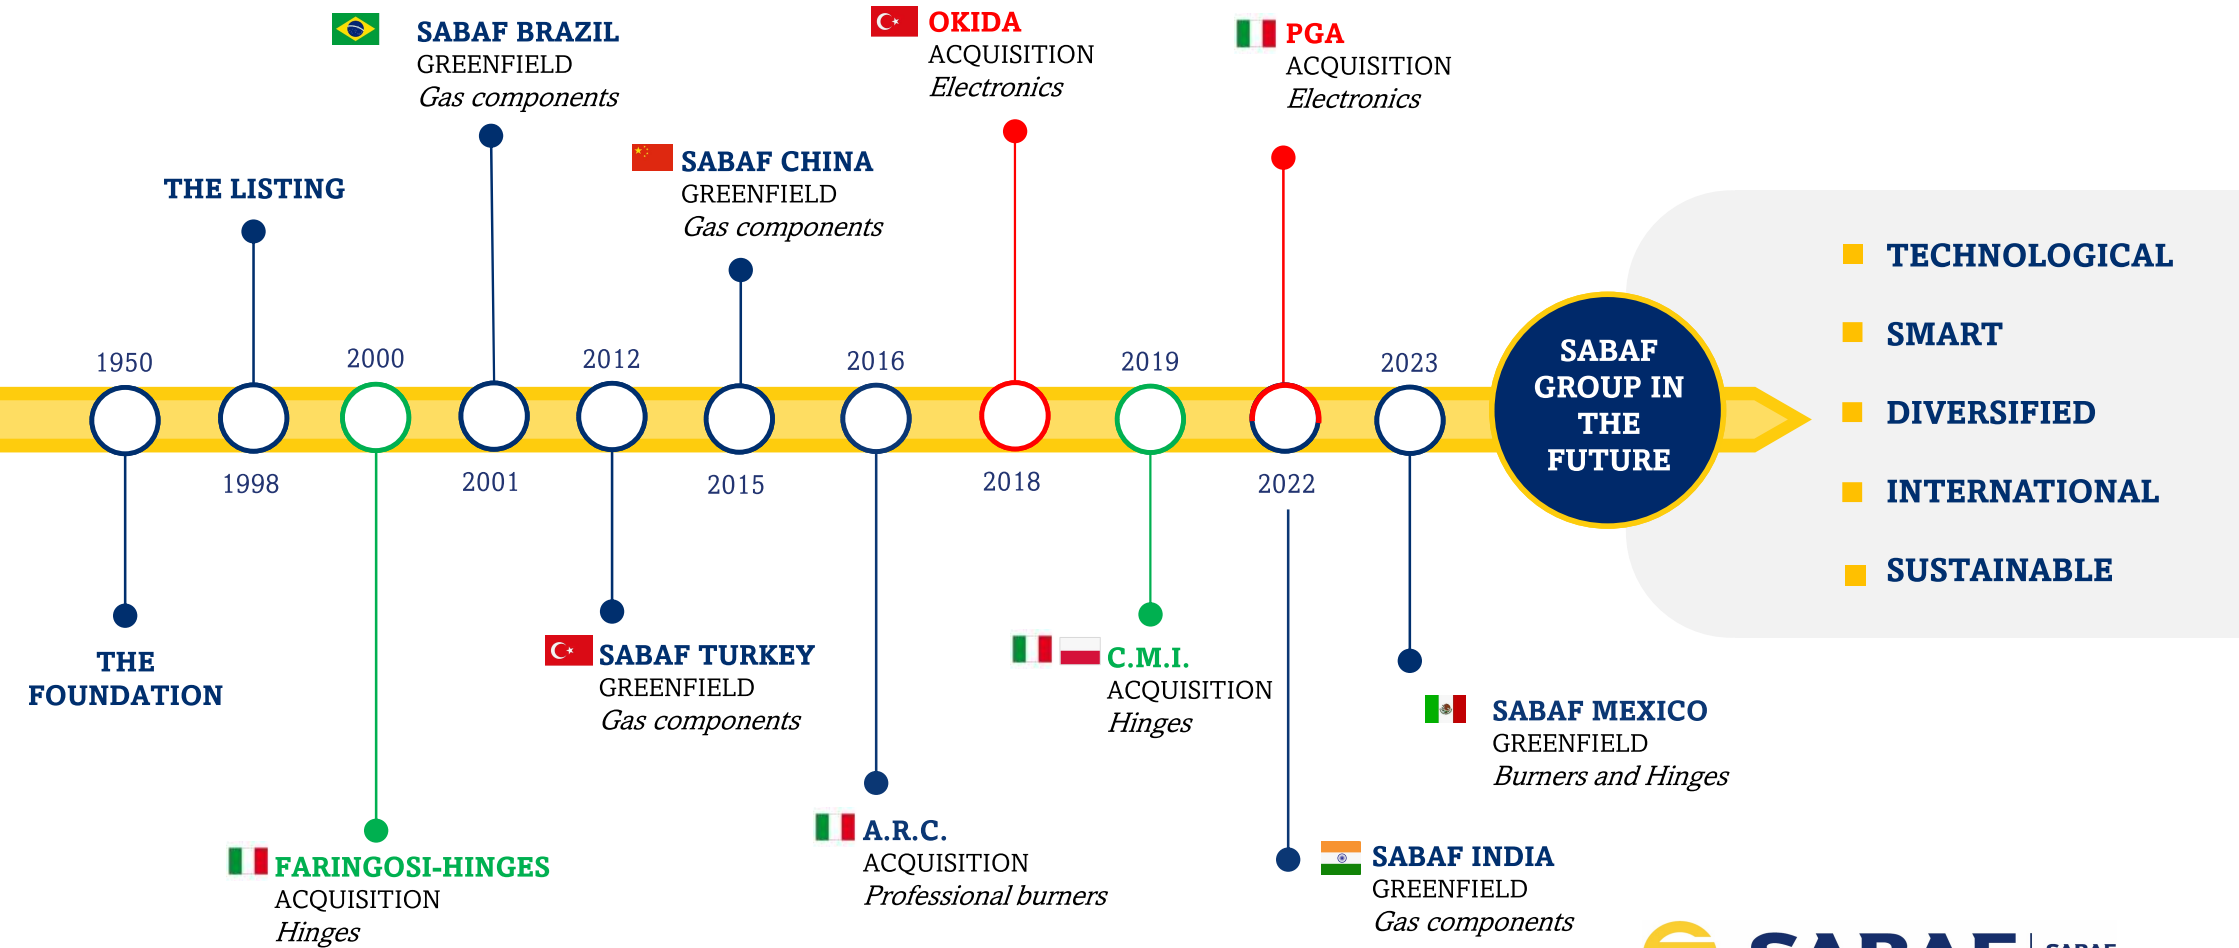 SABAF BRAZIL
GREENFIELD
Gas components
OKIDA
ACQUISITION
Electronics
PGA
ACQUISITION
Electronics
THE LISTING
SABAF CHINA
GREENFIELD
Gas components
1950
2000
2012
2016
2019
2023
1998
2001
2015
2018
2022
SABAF
GROUP IN
THE
FUTURE
TECHNOLOGICAL
SMART
DIVERSIFIED
INTERNATIONAL
SUSTAINABLE
THE
FOUNDATION
SABAF TURKEY
GREENFIELD
Gas components
C.M.I.
ACQUISITION
Hinges
SABAF MEXICO
GREENFIELD
Burners and Hinges
FARINGOSI-HINGES
ACQUISITION
Hinges
A.R.C.
ACQUISITION
Professional burners
SABAF INDIA
GREENFIELD
Gas components
SABAF
SABAF